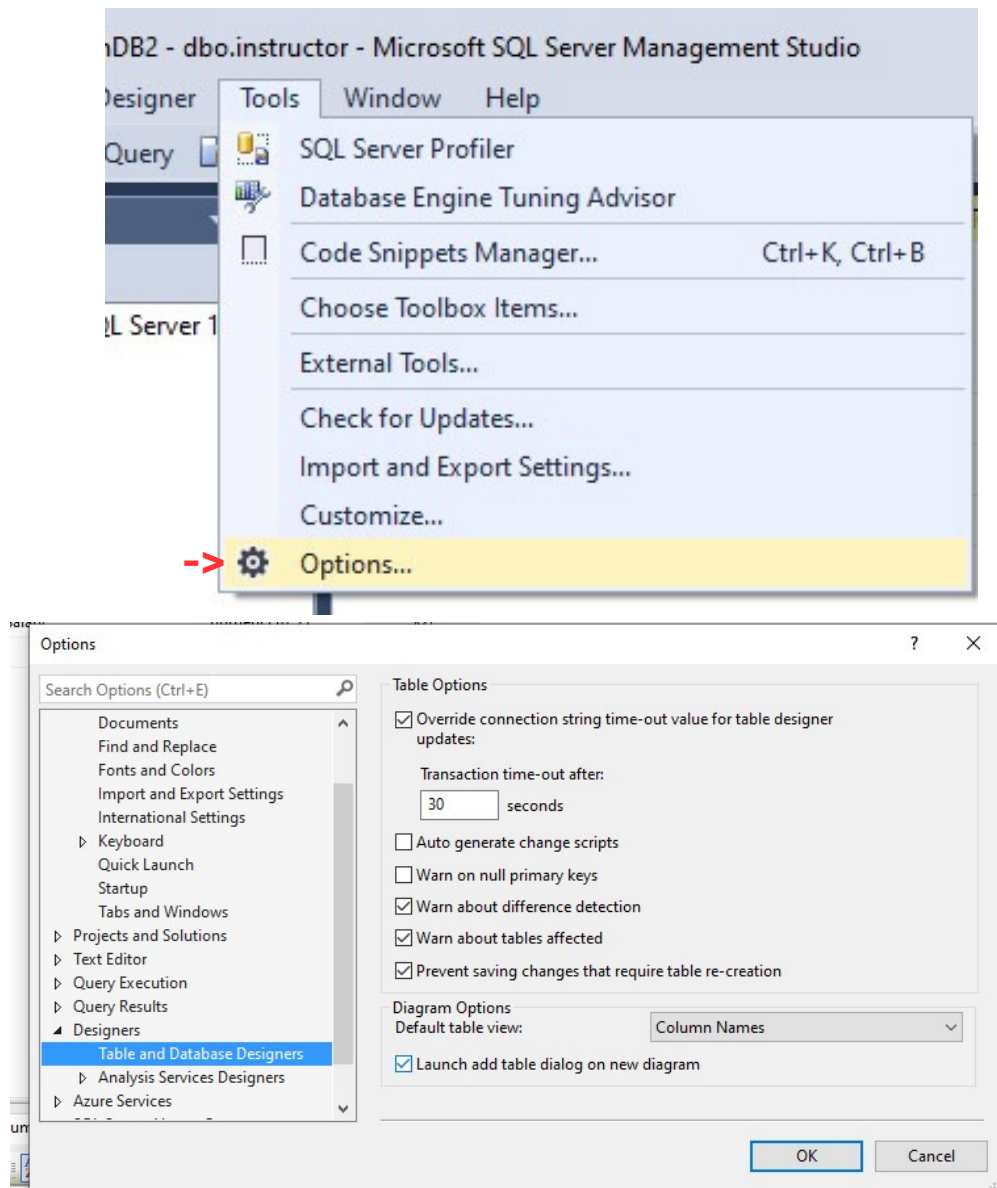 nDB2 - dbo.instructor - Microsoft SQL Server Management Studio
Designer Tools Window Help
Query
SQL Server Profiler
Database Engine Tuning Advisor
Code Snippets Manager... Ctrl+K, Ctrl+B
Choose Toolbox Items...
QL Server 1
External Tools...
Check for Updates...
Import and Export Settings...
Customize...
-> Options...
Options ? X
Search Options (Ctrl+E)
Documents
Find and Replace
Fonts and Colors
Import and Export Settings
International Settings
Keyboard
Quick Launch
Startup
Tabs and Windows
Projects and Solutions
Text Editor
Query Execution
Query Results
Designers
Table and Database Designers
Analysis Services Designers
Azure Services
Table Options
Override connection string time-out value for table designer
updates:
Transaction time-out after:
30 seconds
Auto generate change scripts
Warn on null primary keys
Warn about difference detection
Warn about tables affected
Prevent saving changes that require table re-creation
Diagram Options
Default table view: Column Names
Launch add table dialog on new diagram
um
OK Cancel